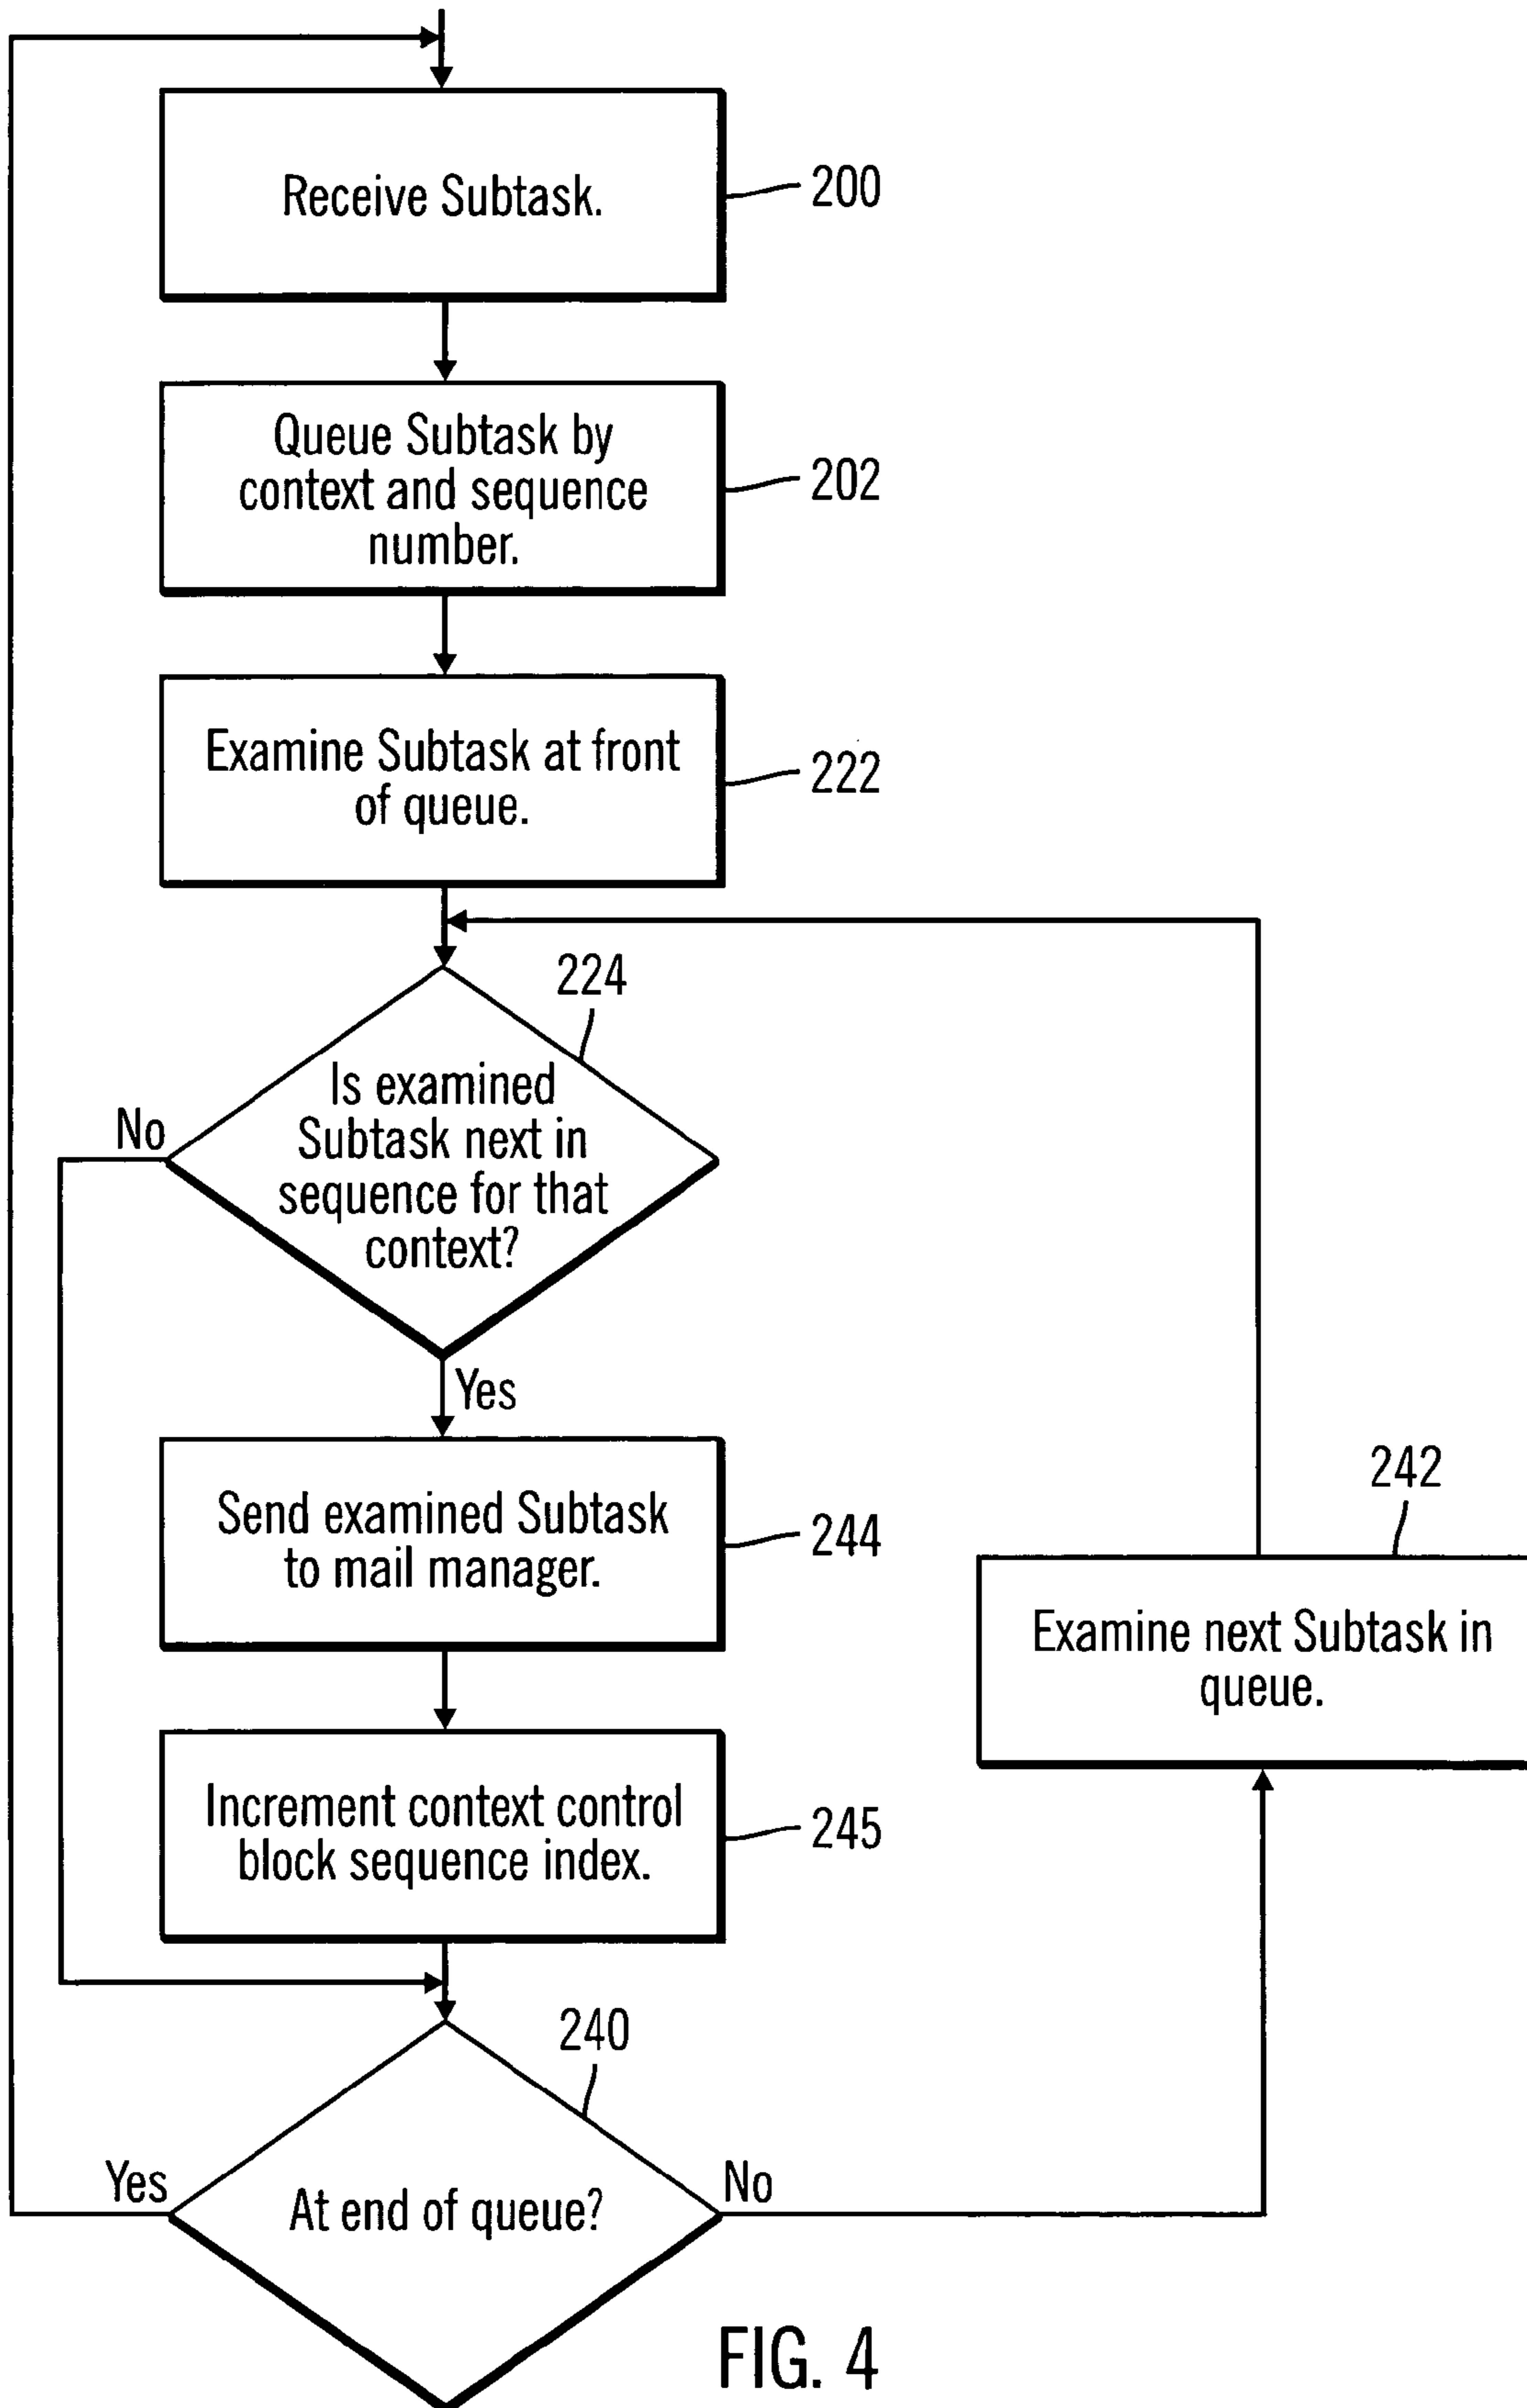 Receive Subtask.
200
Queue Subtask by
context and sequence
number.
202
Examine Subtask at front
of queue.
222
224
Is examined
Subtask next in
sequence for that
context?
No
Yes
Send examined Subtask
to mail manager.
244
242
Examine next Subtask in
queue.
Increment context control
block sequence index.
245
240
At end of queue?
Yes
No
FIG. 4